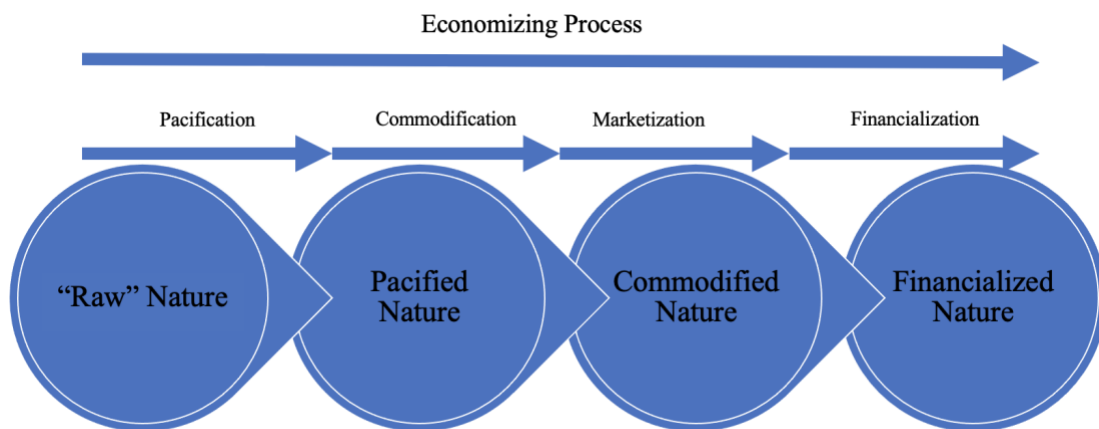 Economizing Process
Pacification
Commodification
Marketization
Financialization
“Raw” Nature
Pacified
Nature
Commodified
Nature
Financialized
Nature